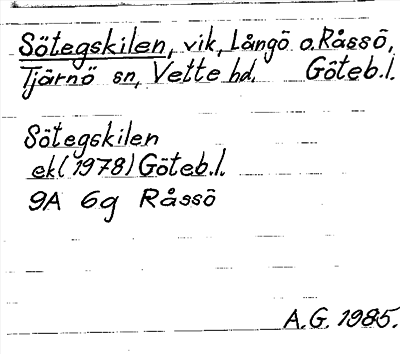 Sötegskilen, vik, Långö o. Råssö,
Tjärnö sn, Vette hd. Göteb.l.
Sötegskilen
ek (1978) Göteb.l.
9A 6g Råssö
A.G. 1985.